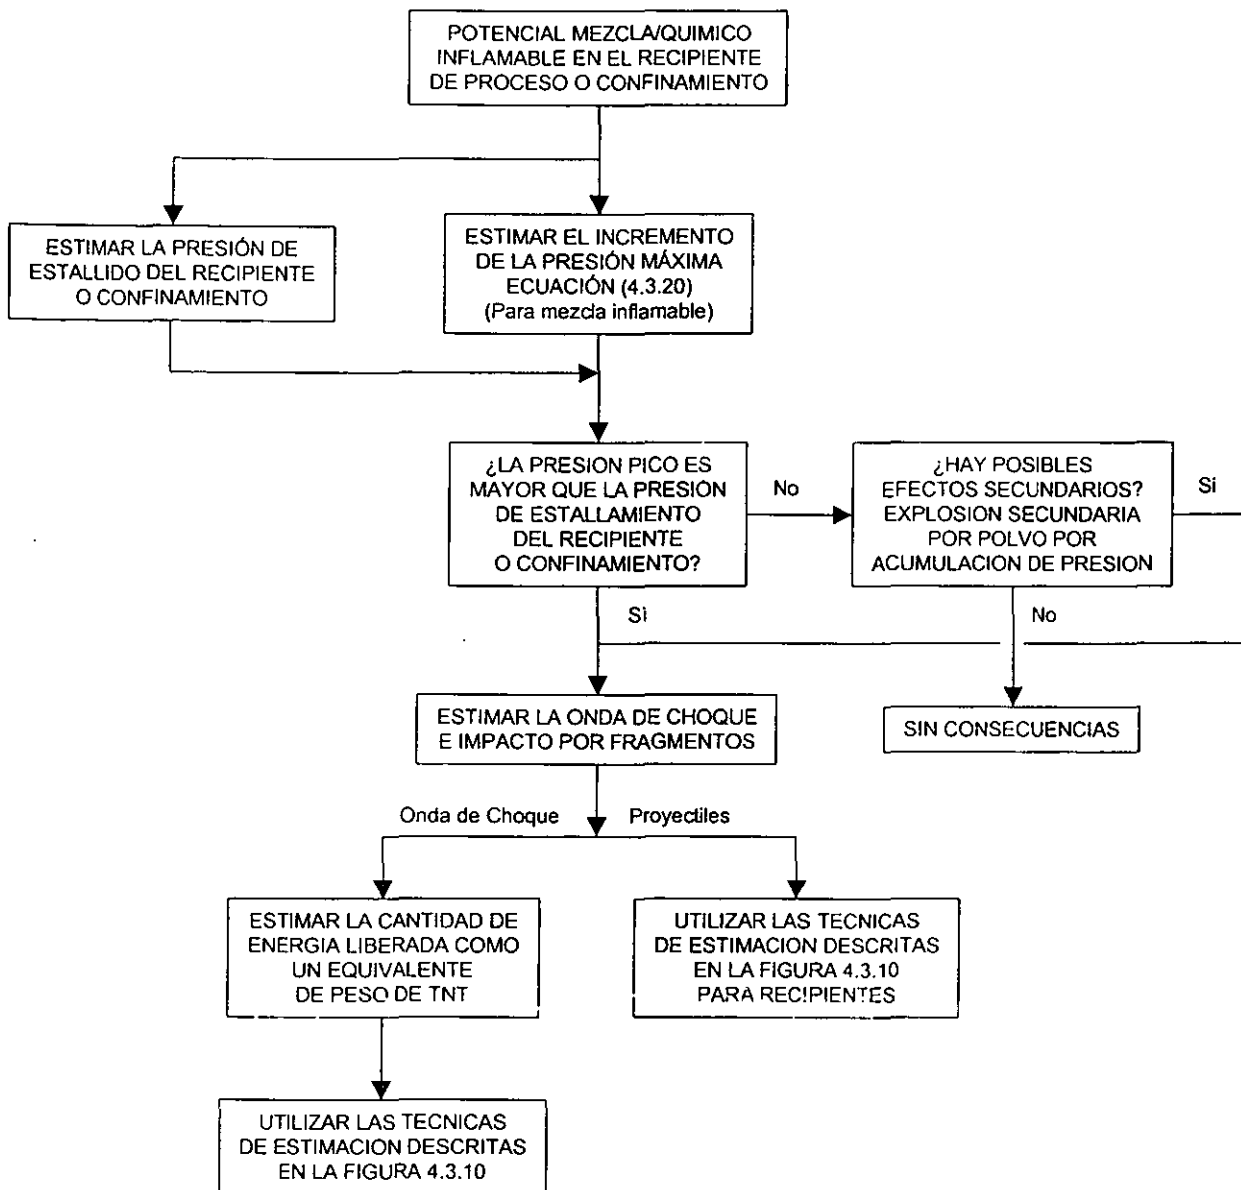 POTENCIAL MEZCLA/QUIMICO
INFLAMABLE EN EL RECIPIENTE
DE PROCESO O CONFINAMIENTO
ESTIMAR LA PRESIÓN DE
ESTALLIDO DEL RECIPIENTE
O CONFINAMIENTO
ESTIMAR EL INCREMENTO
DE LA PRESIÓN MÁXIMA
ECUACIÓN (4.3.20)
(Para mezcla inflamable)
¿LA PRESION PICO ES
MAYOR QUE LA PRESIÓN
DE ESTALLAMIENTO
DEL RECIPIENTE
O CONFINAMIENTO?
No
¿HAY POSIBLES
EFECTOS SECUNDARIOS?
EXPLOSION SECUNDARIA
POR POLVO POR
ACUMULACION DE PRESION
Si
Sì
No
ESTIMAR LA ONDA DE CHOQUE
E IMPACTO POR FRAGMENTOS
SIN CONSECUENCIAS
Onda de Choque
Proyectiles
ESTIMAR LA CANTIDAD DE
ENERGIA LIBERADA COMO
UN EQUIVALENTE
DE PESO DE TNT
UTILIZAR LAS TECNICAS
DE ESTIMACION DESCRITAS
EN LA FIGURA 4.3.10
PARA RECIPIENTES
UTILIZAR LAS TECNICAS
DE ESTIMACION DESCRITAS
EN LA FIGURA 4.3.10